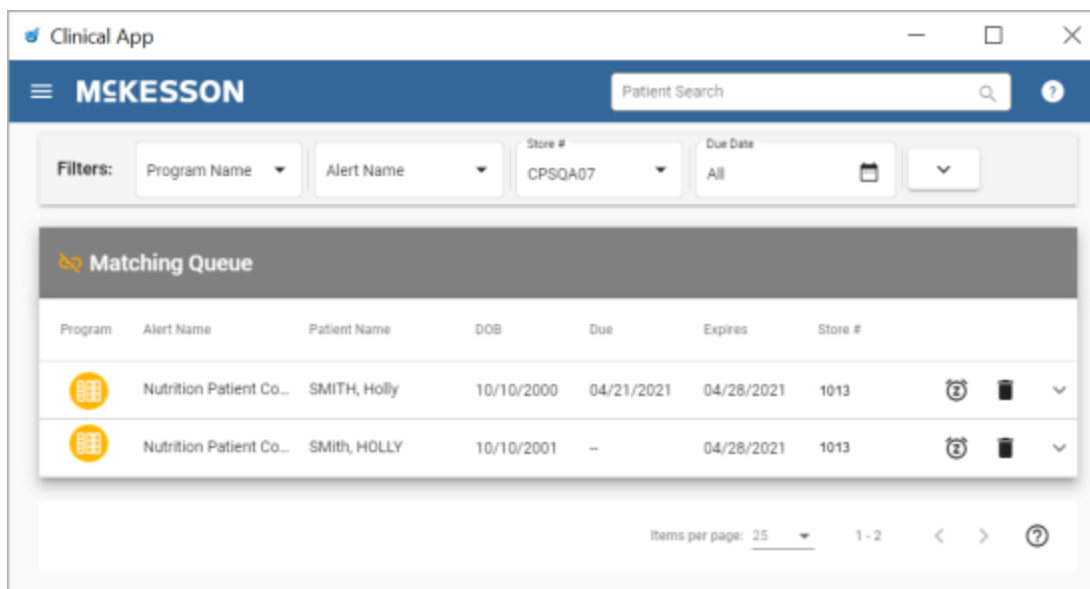 Clinical App
MCKESSON
Patient Search
?
Filters:
Program Name
Alert Name
Store #
CPSQA07
Due Date
All
Matching Queue
Program Alert Name Patient Name DOB Due Expires Store #
Nutrition Patient Co... SMITH, Holly 10/10/2000 04/21/2021 04/28/2021 1013
Nutrition Patient Co... SMith, HOLLY 10/10/2001 -- 04/28/2021 1013
Items per page: 25 1 - 2
?